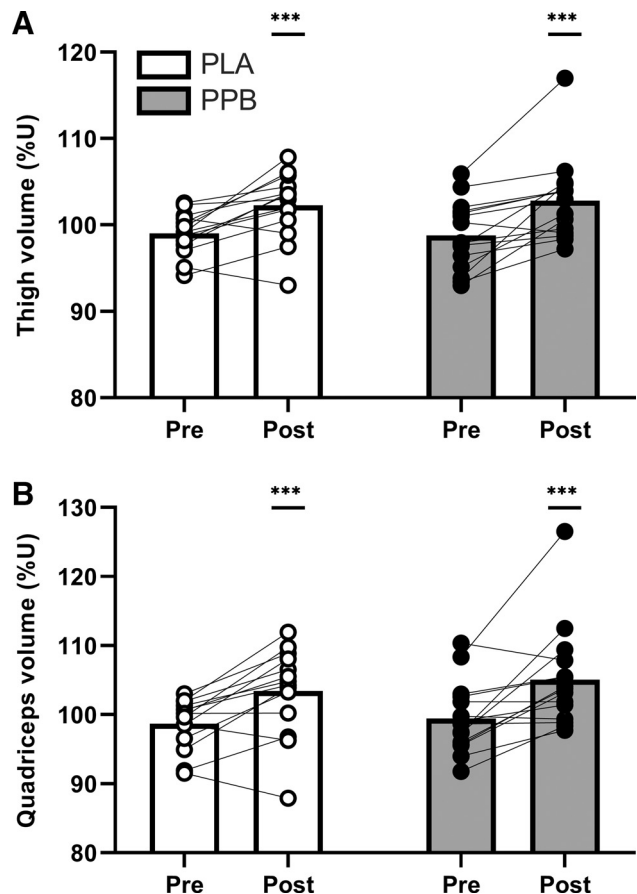 A
*** ***
120
PLA
PPB
110
100
90
80
Thigh volume (%U)
Pre Post Pre Post
B
*** ***
130
120
110
100
90
80
Quadriceps volume (%U)
Pre Post Pre Post